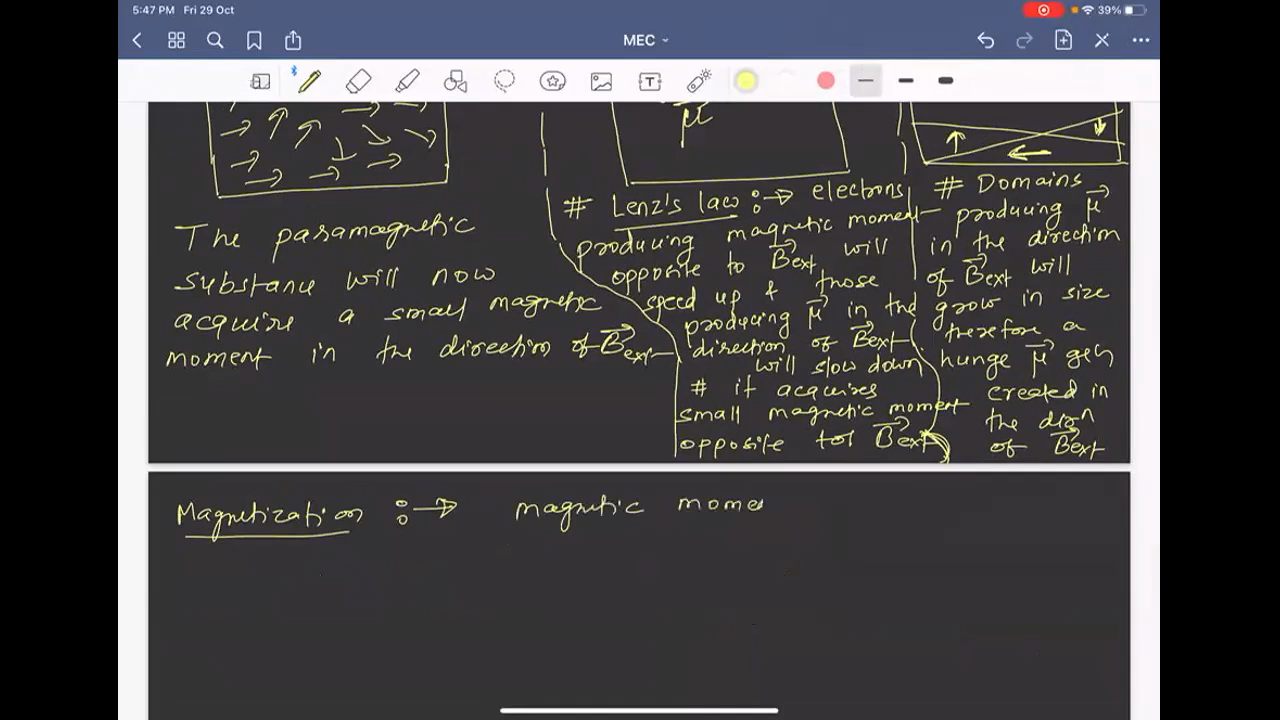 5:47 PM Fri 29 Oct
39%
MEC
T
μ
The paramagnetic
substance will now
acquire a small magnetic
moment in the direction of Bext
# Lenz's law :→ electrons
producing magnetic moment
opposite to Bext will
speed up & those
producing μ in the
direction of Bext
will slow down
# it acquires
small magnetic moment
opposite to Bext
# Domains
producing μ
in the direction
of Bext will
grow in size
therefore a
hunge μ gets
created in
the dirn
of Bext
Magnetization :→ magnetic mome